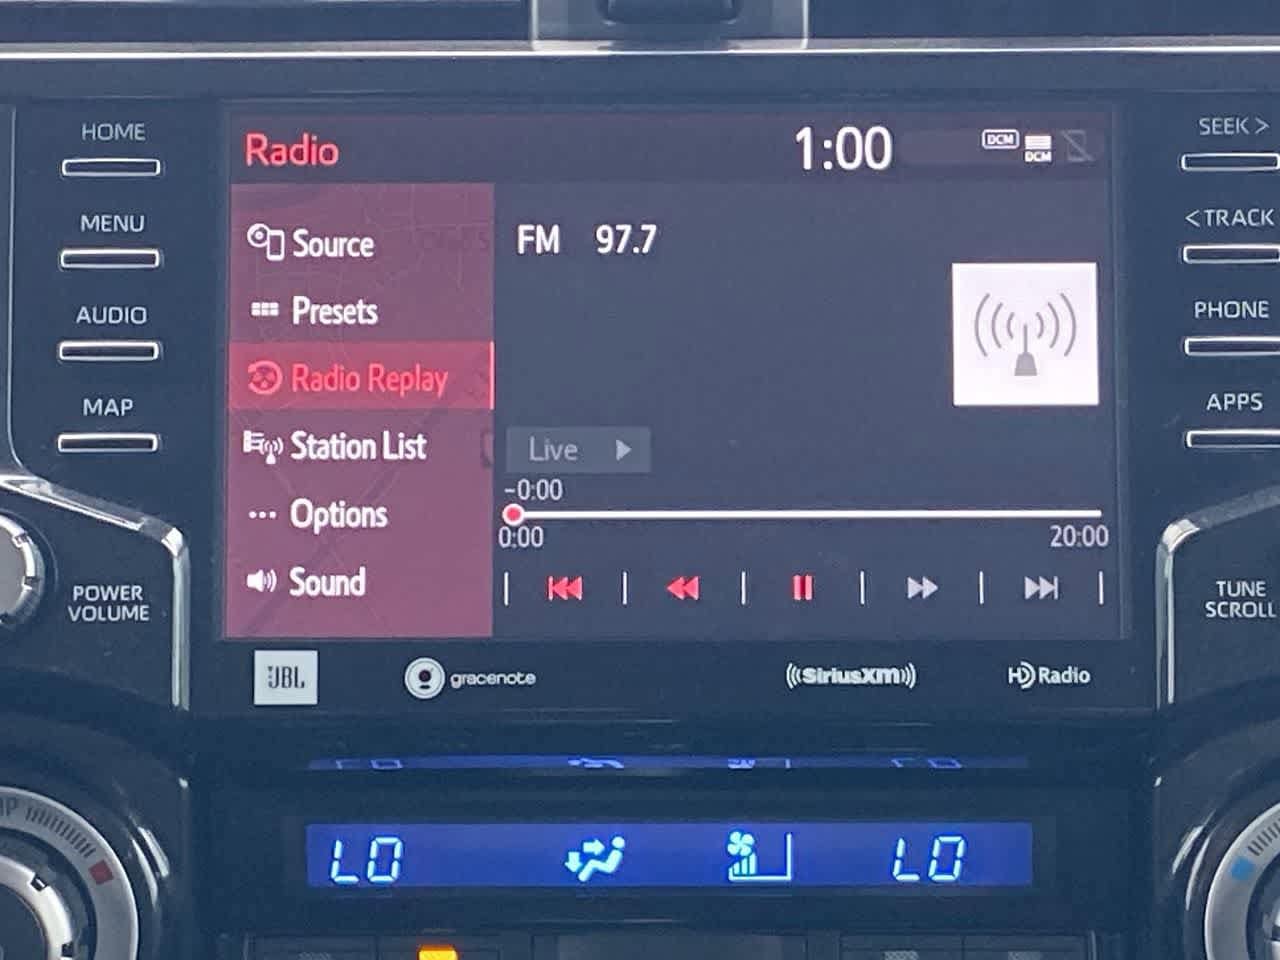 HOME
MENU
AUDIO
MAP
POWER
VOLUME
Radio
1:00
DCM
DCM
Source
Presets
Radio Replay
Station List
Options
Sound
FM 97.7
Live
-0:00
0:00
20:00
SEEK >
< TRACK
PHONE
APPS
TUNE
SCROLL
JBL
gracenote
((SiriusXM))
HD Radio
LO
LO